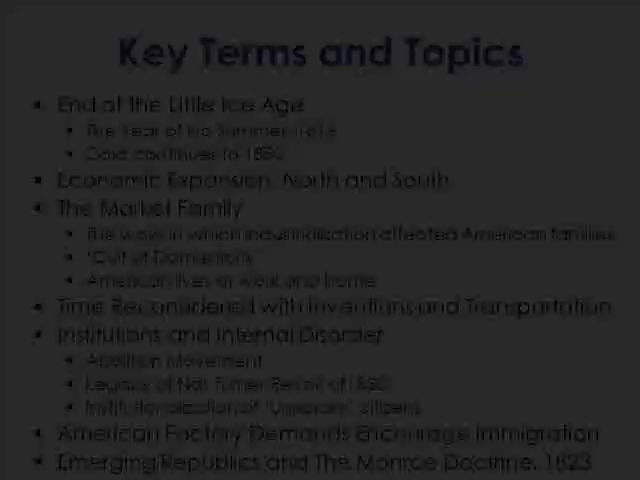 Key Terms and Topics
• End of the Little Ice Age
• The Year of No Summer, 1816
• Cold continues to 1850
• Economic Expansion, North and South
• The Market Family
• The ways in which industrialization affected American families
• "Cult of Domesticity"
• American lives at work and home
• Time Reconsidered with Inventions and Transportation
• Institutions and Internal Disorder
• Abolition Movement
• Legacy of Nat Turner Revolt of
• Institutionalization of citizens
• American Factory Demands Encourage Immigration
• Emerging Republics and The Monroe Doctrine, 1823